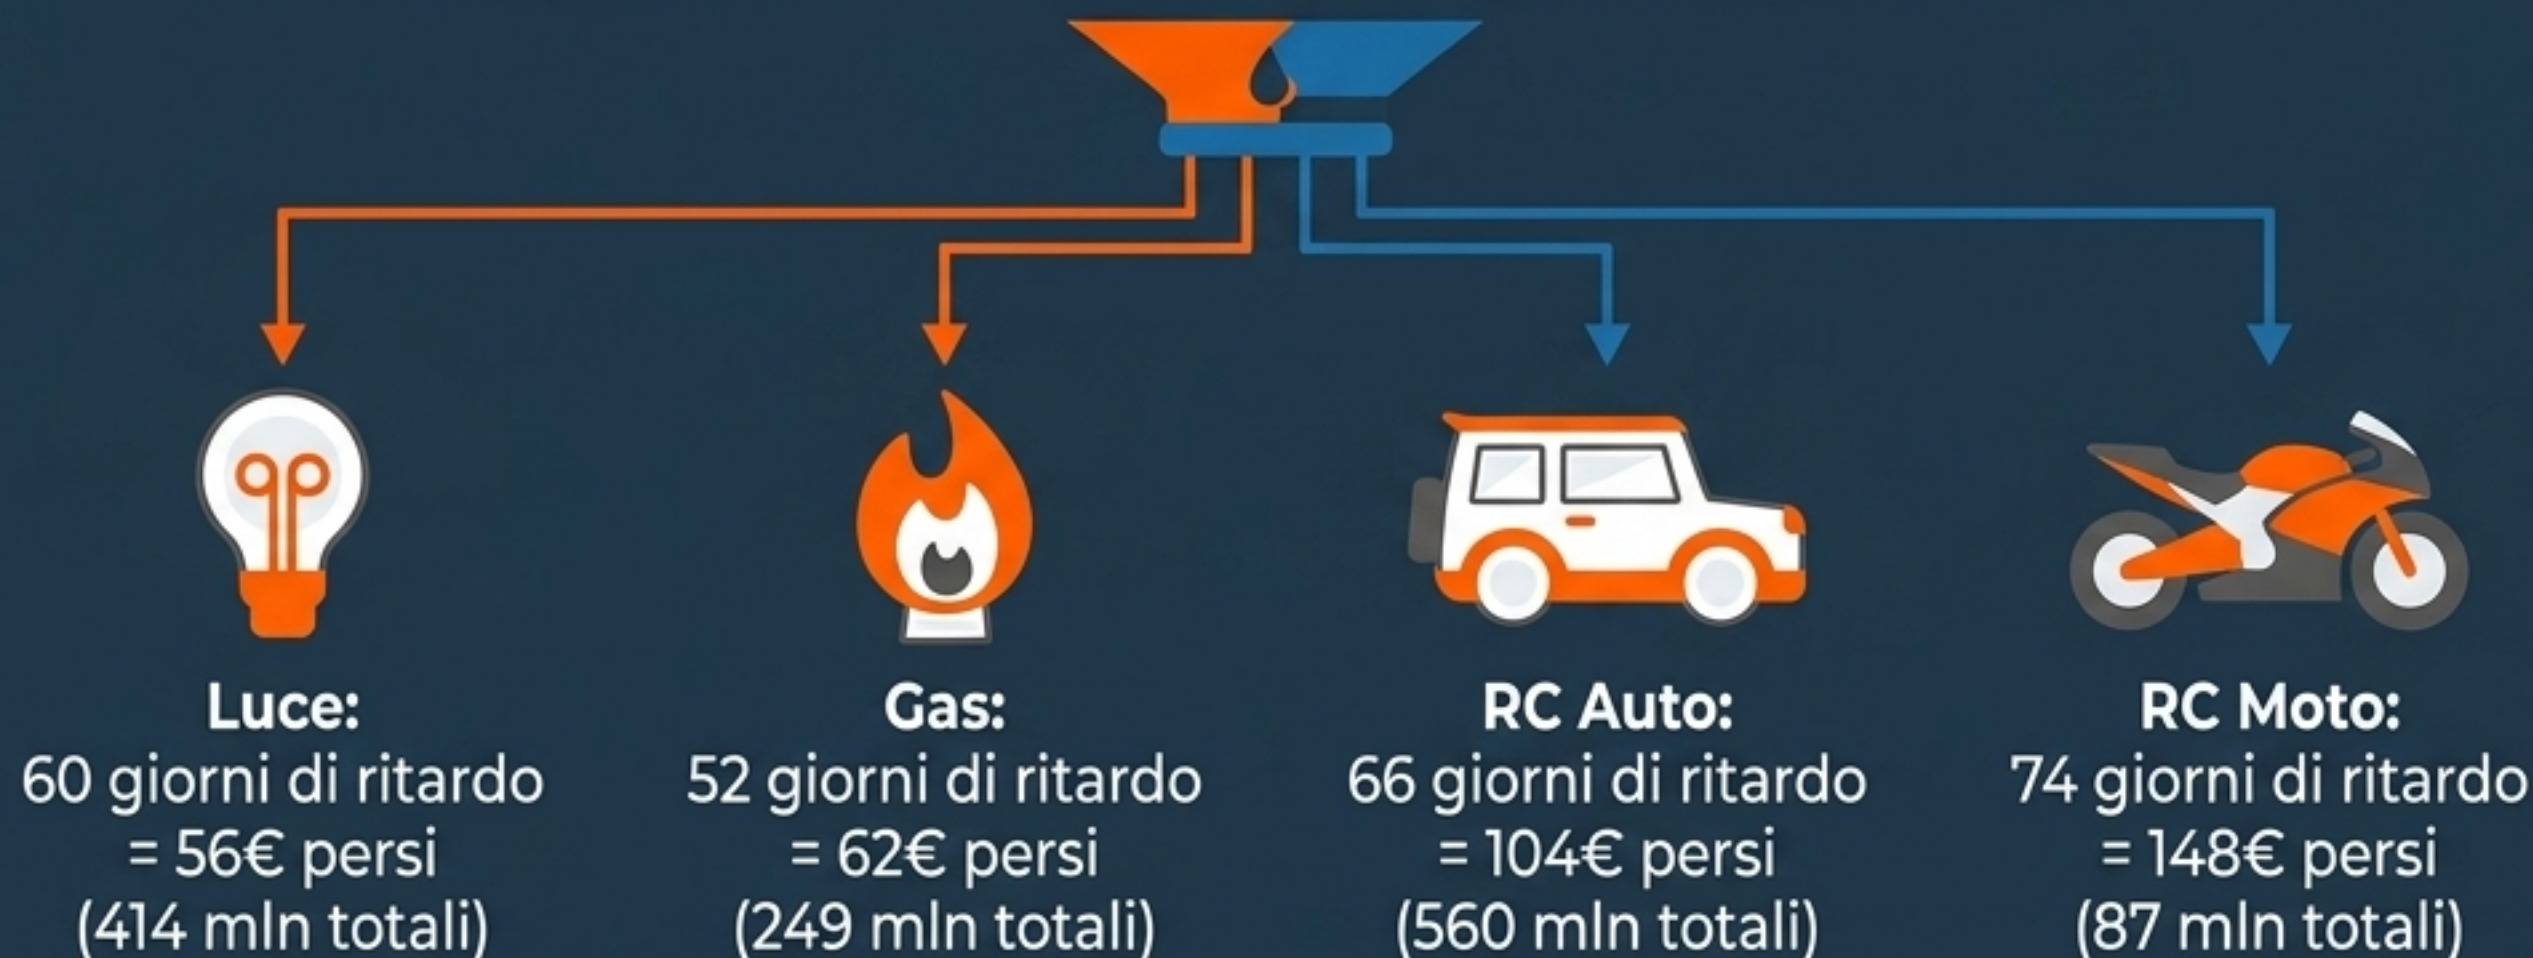 Luce:
60 giorni di ritardo
= 56€ persi
(414 mln totali)
Gas:
52 giorni di ritardo
= 62€ persi
(249 mln totali)
RC Auto:
66 giorni di ritardo
= 104€ persi
(560 mln totali)
RC Moto:
74 giorni di ritardo
= 148€ persi
(87 mln totali)